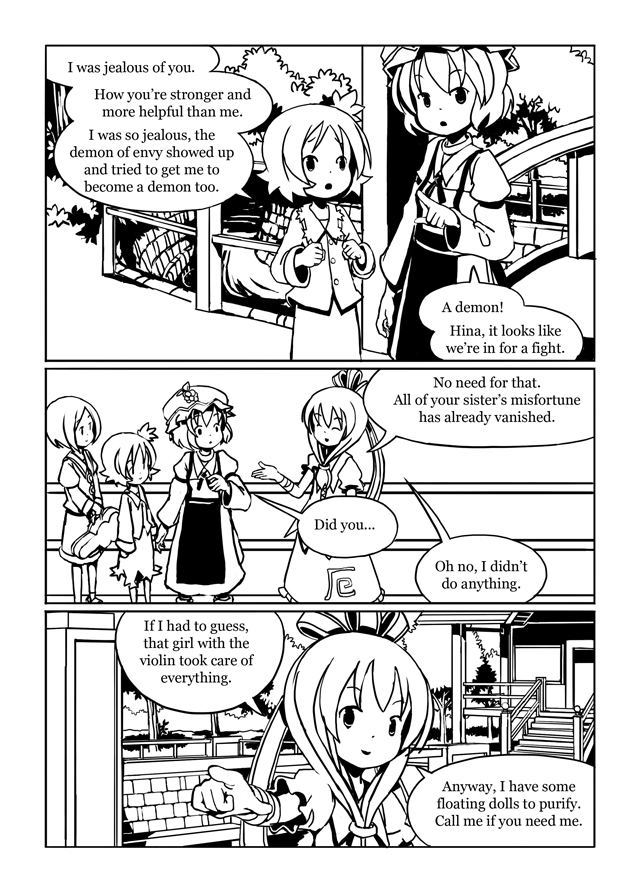 I was jealous of you.
How you're stronger and
more helpful than me.
I was so jealous, the
demon of envy showed up
and tried to get me to
become a demon too.
A demon!
Hina, it looks like
we're in for a fight.
No need for that.
All of your sister's misfortune
has already vanished.
Did you...
Oh no, I didn't
do anything.
厄
If I had to guess,
that girl with the
violin took care of
everything.
Anyway, I have some
floating dolls to purify.
Call me if you need me.